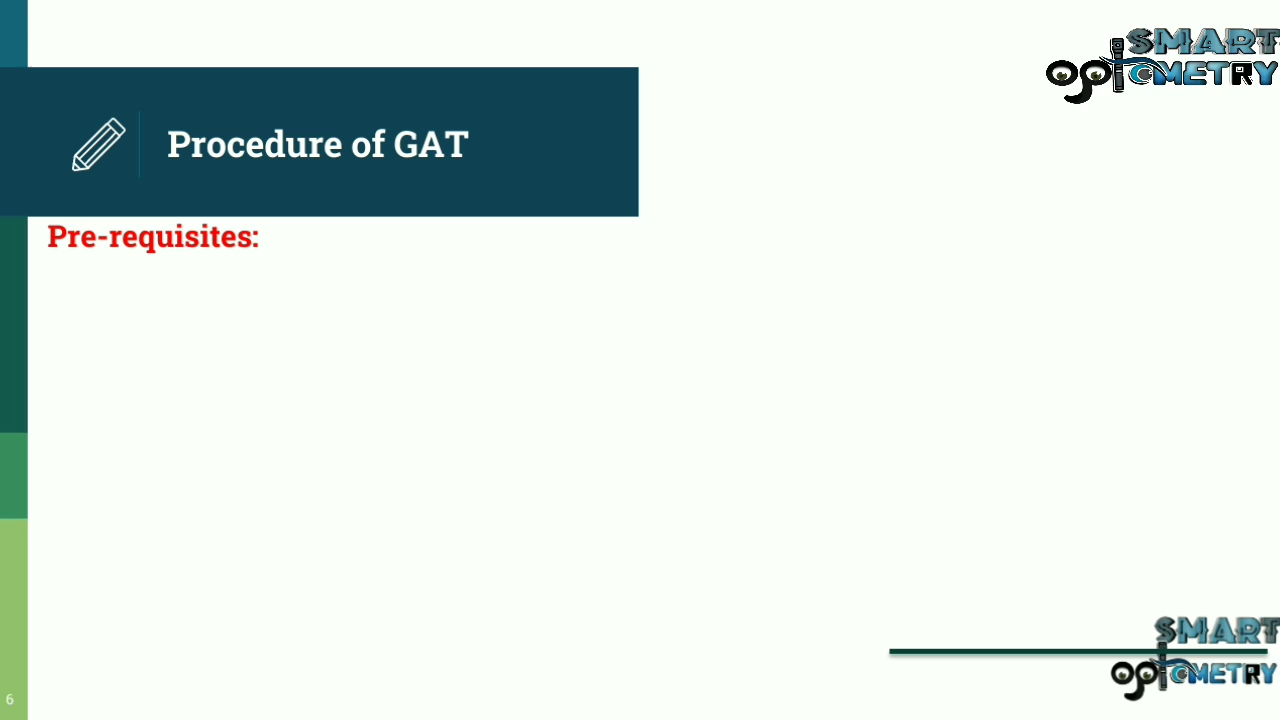 SMART
OptOMETRY
Procedure of GAT
Pre-requisites:
SMART
OptOMETRY
6